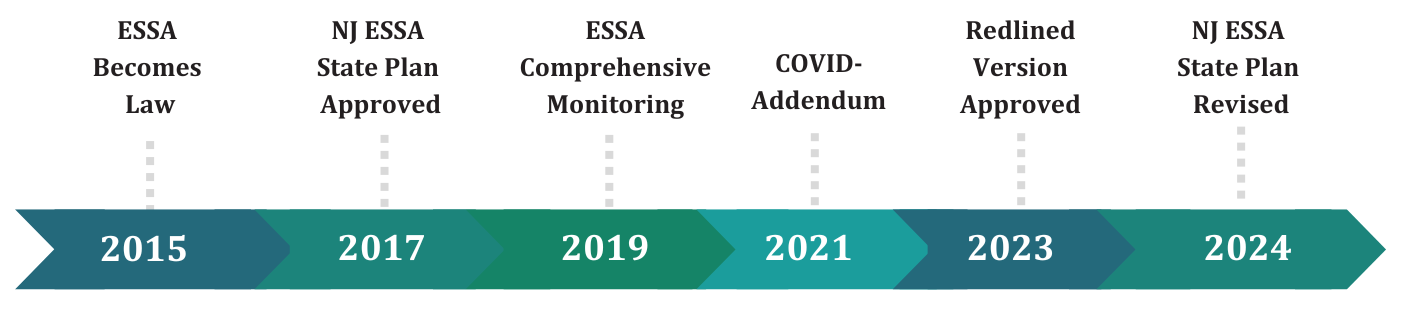 ESSA
Becomes
Law
NJ ESSA
State Plan
Approved
ESSA
Comprehensive
Monitoring
COVID-
Addendum
Redlined
Version
Approved
NJ ESSA
State Plan
Revised
2015
2017
2019
2021
2023
2024